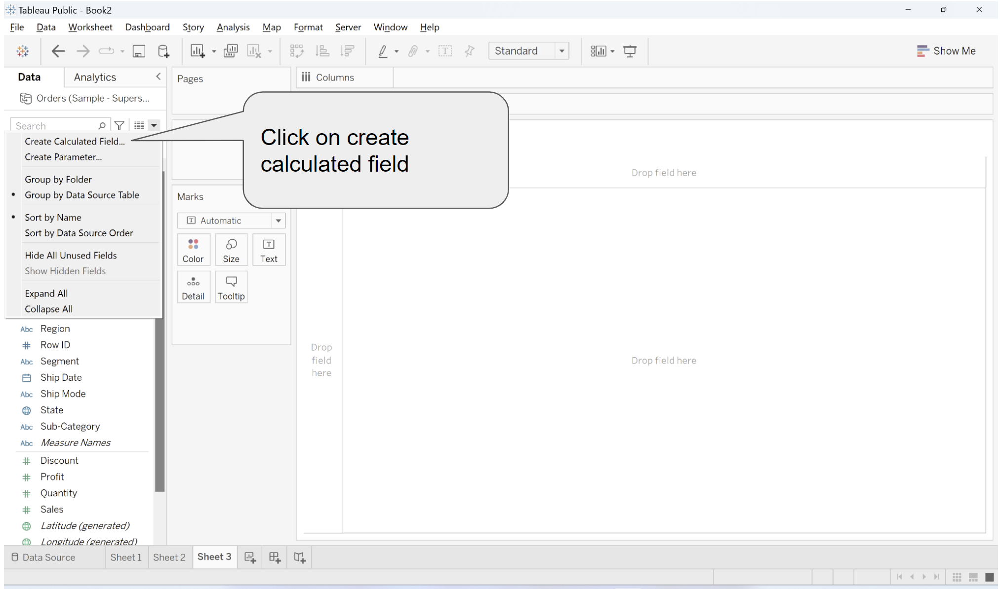 Tableau Public - Book2
File Data Worksheet Dashboard Story Analysis Map Format Server Window Help
Standard
Show Me
Data Analytics
Pages
Columns
Orders (Sample - Supers...
Search
Create Calculated Field...
Create Parameter...
Group by Folder
Group by Data Source Table
Sort by Name
Sort by Data Source Order
Hide All Unused Fields
Show Hidden Fields
Expand All
Collapse All
Click on create
calculated field
Drop field here
Marks
Automatic
Color Size Text
Detail Tooltip
Abc Region
Row ID
Abc Segment
Ship Date
Abc Ship Mode
State
Abc Sub-Category
Abc Measure Names
Discount
Profit
Quantity
Sales
Latitude (generated)
Longitude (generated)
Drop
field
here
Drop field here
Data Source Sheet 1 Sheet 2 Sheet 3